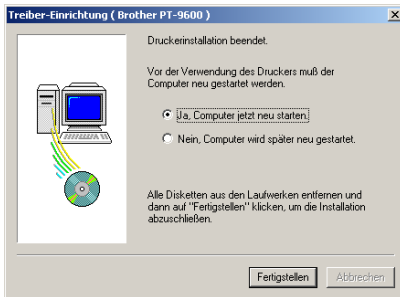 Treiber-Einrichtung ( Brother PT-9600 )
Druckerinstallation beendet.
Vor der Verwendung des Druckers muß der
Computer neu gestartet werden.
Ja, Computer jetzt neu starten.
Nein, Computer wird später neu gestartet.
Alle Disketten aus den Laufwerken entfernen und
dann auf "Fertigstellen" klicken, um die Installation
abzuschließen.
Fertigstellen
Abbrechen